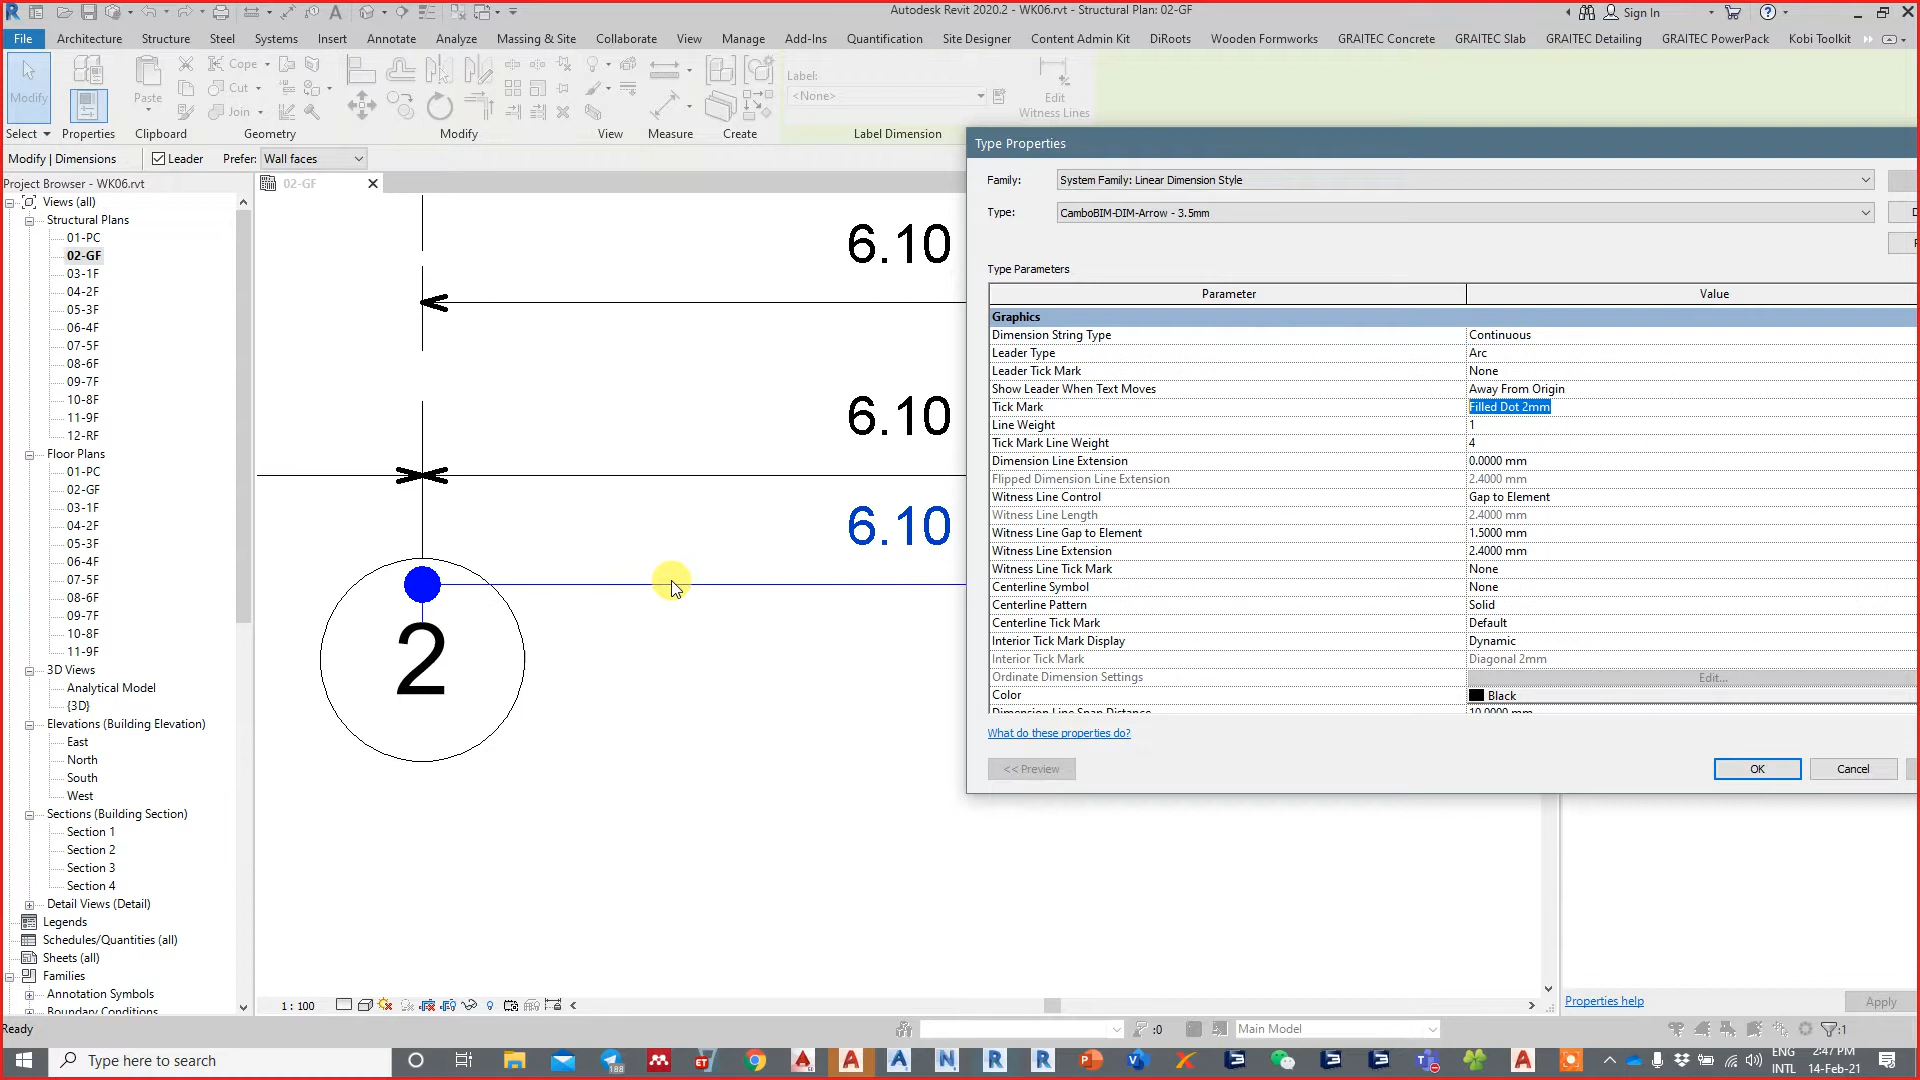 Autodesk Revit 2020.2 - WK06.rvt - Structural Plan: 02-GF
Sign In
File Architecture Structure Steel Systems Insert Annotate Analyze Massing & Site Collaborate View Manage Add-Ins Quantification Site Designer Content Admin Kit DiRoots Wooden Formworks GRAITEC Concrete GRAITEC Slab GRAITEC Detailing GRAITEC PowerPack Kobi Toolkit
Modify
Paste
Cope
Cut
Join
Label:
<None>
Edit
Witness Lines
Select Properties Clipboard Geometry Modify View Measure Create Label Dimension
Modify | Dimensions Leader Prefer: Wall faces
Project Browser - WK06.rvt
02-GF
Views (all)
Structural Plans
01-PC
02-GF
03-1F
04-2F
05-3F
06-4F
07-5F
08-6F
09-7F
10-8F
11-9F
12-RF
Floor Plans
01-PC
02-GF
03-1F
04-2F
05-3F
06-4F
07-5F
08-6F
09-7F
10-8F
11-9F
3D Views
Analytical Model
{3D}
Elevations (Building Elevation)
East
North
South
West
Sections (Building Section)
Section 1
Section 2
Section 3
Section 4
Detail Views (Detail)
Legends
Schedules/Quantities (all)
Sheets (all)
Families
Annotation Symbols
Boundary Conditions
6.10
6.10
6.10
2
Type Properties
Family: System Family: Linear Dimension Style
Type: CamboBIM-DIM-Arrow - 3.5mm
Type Parameters
Parameter Value
Graphics
Dimension String Type Continuous
Leader Type Arc
Leader Tick Mark None
Show Leader When Text Moves Away From Origin
Tick Mark Filled Dot 2mm
Line Weight 1
Tick Mark Line Weight 4
Dimension Line Extension 0.0000 mm
Flipped Dimension Line Extension 2.4000 mm
Witness Line Control Gap to Element
Witness Line Length 2.4000 mm
Witness Line Gap to Element 1.5000 mm
Witness Line Extension 2.4000 mm
Witness Line Tick Mark None
Centerline Symbol None
Centerline Pattern Solid
Centerline Tick Mark Default
Interior Tick Mark Display Dynamic
Interior Tick Mark Diagonal 2mm
Ordinate Dimension Settings Edit...
Color Black
Dimension Line Snap Distance 10.0000 mm
What do these properties do?
<< Preview OK Cancel
Properties help Apply
1 : 100
Ready
:0
Main Model
:1
Type here to search
188
ENG
INTL
2:47 PM
14-Feb-21